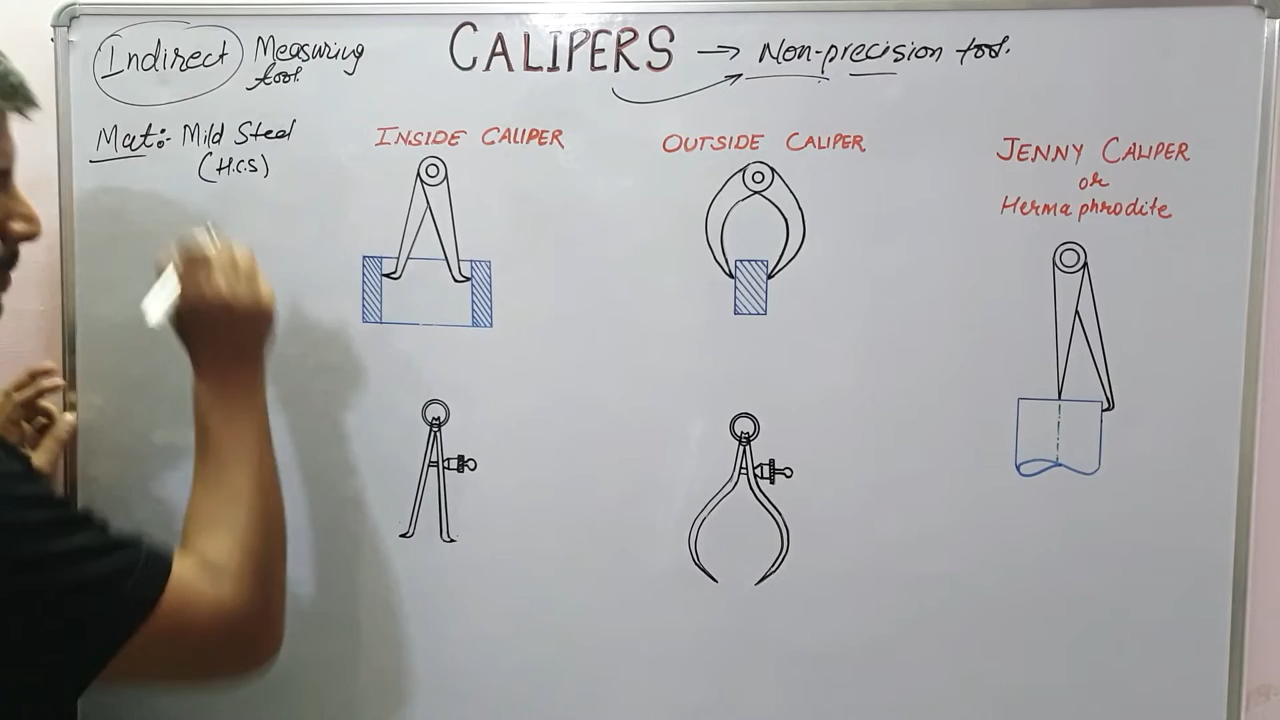 CALIPERS → Non-precision tool.
Indirect Measuring
tool.
Mat:- Mild Steel
(H.C.S)
INSIDE CALIPER
OUTSIDE CALIPER
JENNY CALIPER
or
Hermaphrodite